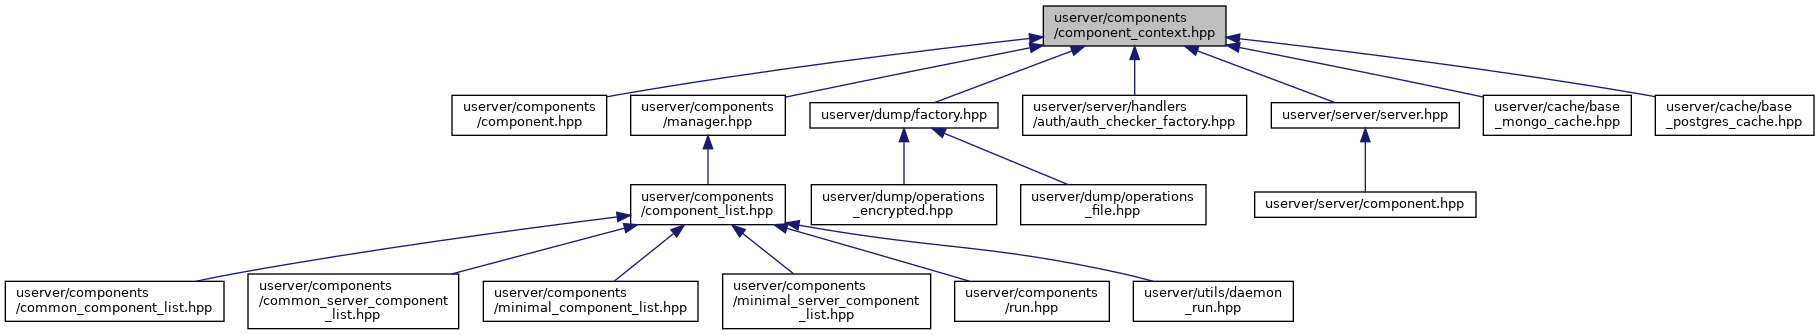 userver/components
/component_context.hpp
userver/components
/component.hpp
userver/components
/manager.hpp
userver/dump/factory.hpp
userver/server/handlers
/auth/auth_checker_factory.hpp
userver/server/server.hpp
userver/cache/base
_mongo_cache.hpp
userver/cache/base
_postgres_cache.hpp
userver/components
/component_list.hpp
userver/dump/operations
_encrypted.hpp
userver/dump/operations
_file.hpp
userver/server/component.hpp
userver/components
/common_component_list.hpp
userver/components
/common_server_component
_list.hpp
userver/components
/minimal_component_list.hpp
userver/components
/minimal_server_component
_list.hpp
userver/components
/run.hpp
userver/utils/daemon
_run.hpp